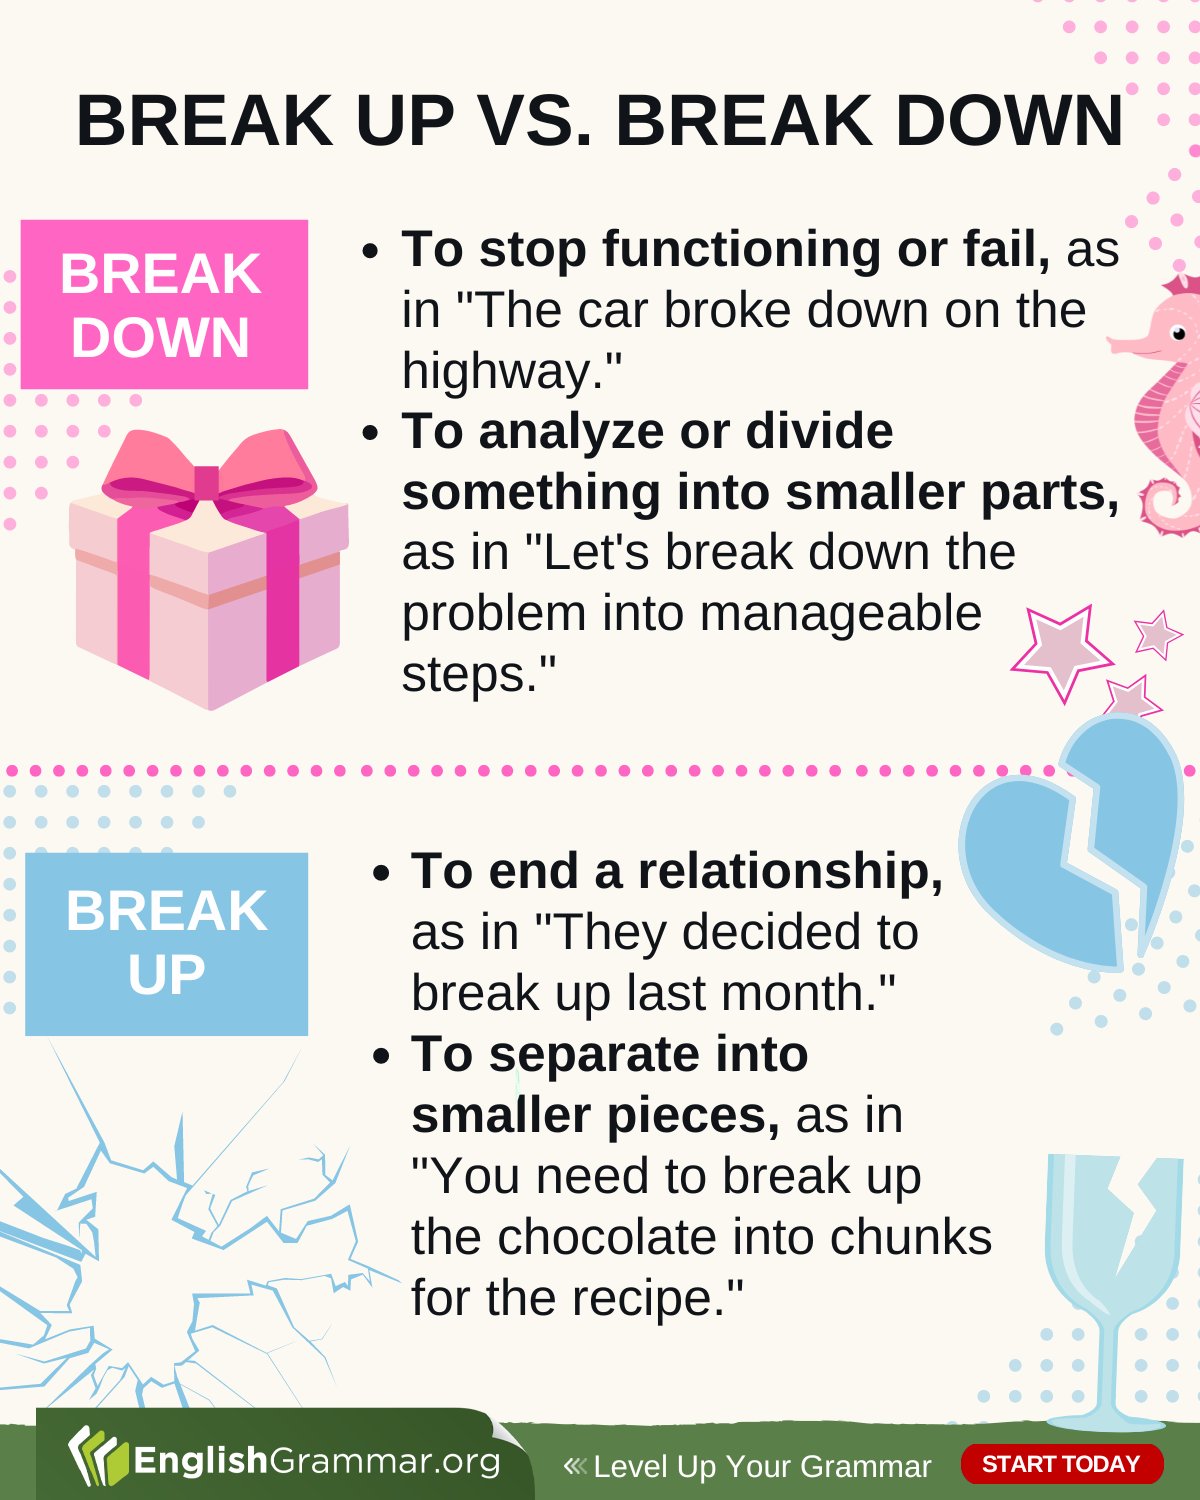 BREAK UP VS. BREAK DOWN
BREAK
DOWN
• To stop functioning or fail, as
in "The car broke down on the
highway."
• To analyze or divide
something into smaller parts,
as in "Let's break down the
problem into manageable
steps."
BREAK
UP
• To end a relationship,
as in "They decided to
break up last month."
• To separate into
smaller pieces, as in
"You need to break up
the chocolate into chunks
for the recipe."
EnglishGrammar.org
Level Up Your Grammar
START TODAY